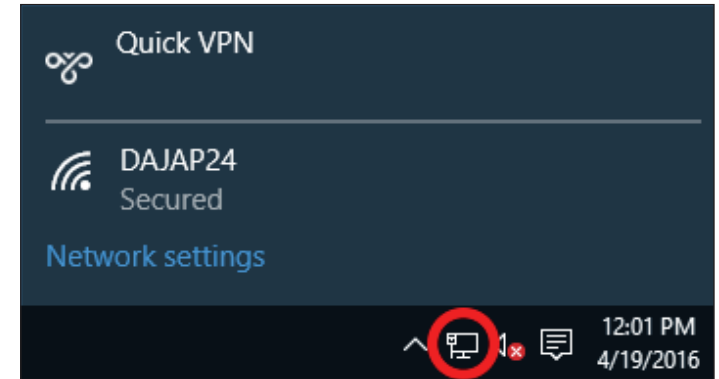 Quick VPN
DAJAP24
Secured
Network settings
12:01 PM
4/19/2016